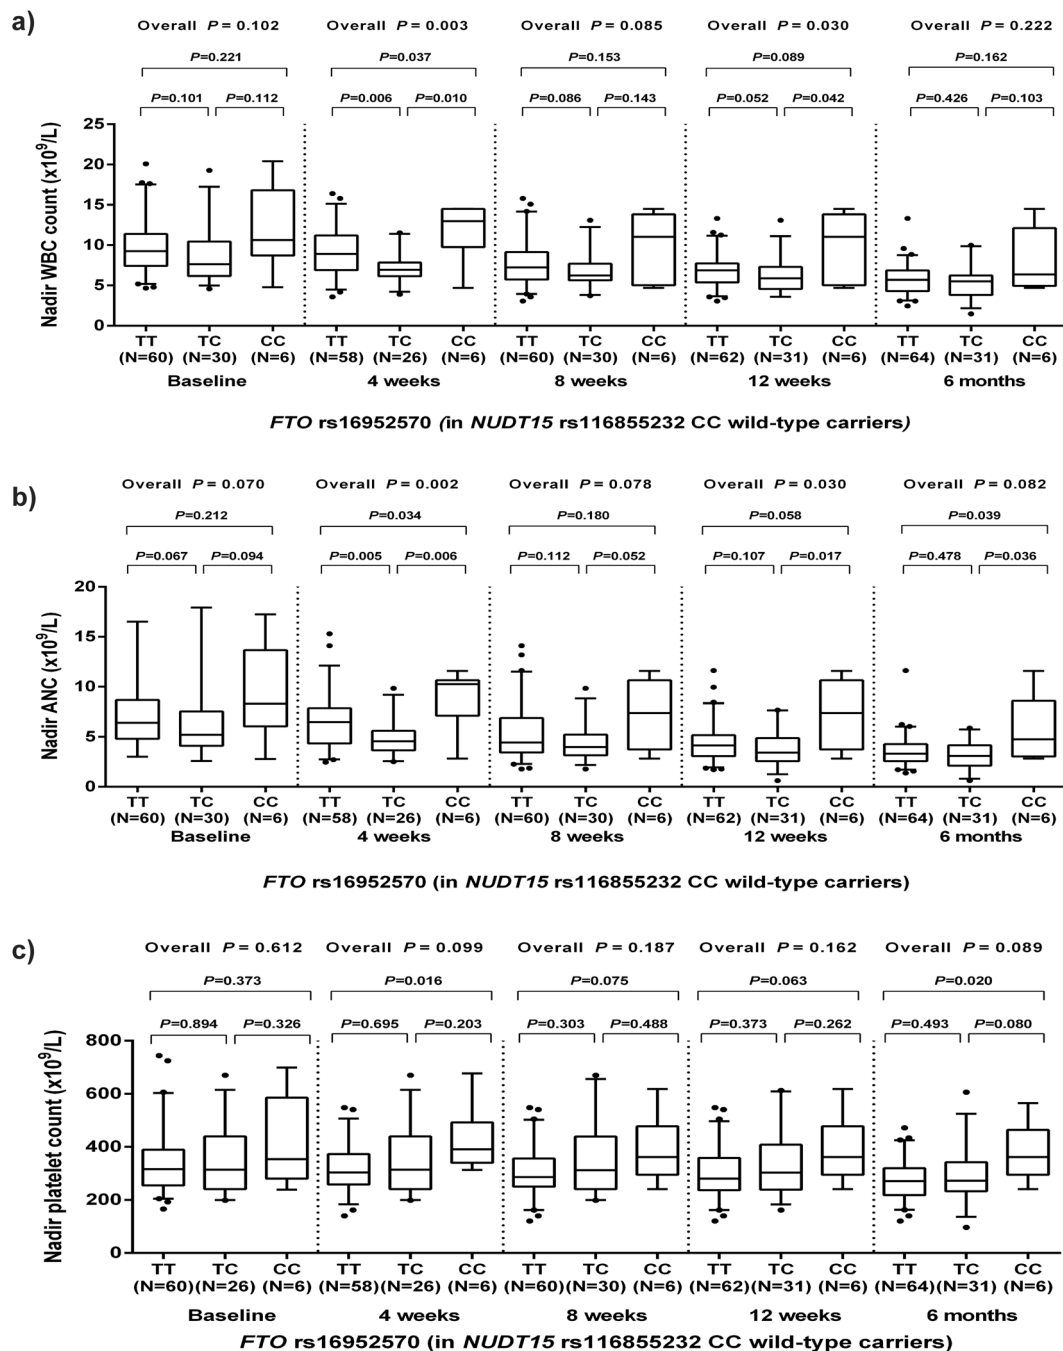 a)
Overall P = 0.102 Overall P = 0.003 Overall P = 0.085 Overall P = 0.030 Overall P = 0.222
P=0.221 P=0.037 P=0.153 P=0.089 P=0.162
P=0.101 P=0.112 P=0.006 P=0.010 P=0.086 P=0.143 P=0.052 P=0.042 P=0.426 P=0.103
Nadir WBC count (x10⁹/L)
25
20
15
10
5
0
TT TC CC TT TC CC TT TC CC TT TC CC TT TC CC
(N=60) (N=30) (N=6) (N=58) (N=26) (N=6) (N=60) (N=30) (N=6) (N=62) (N=31) (N=6) (N=64) (N=31) (N=6)
Baseline 4 weeks 8 weeks 12 weeks 6 months
FTO rs16952570 (in NUDT15 rs116855232 CC wild-type carriers)
b)
Overall P = 0.070 Overall P = 0.002 Overall P = 0.078 Overall P = 0.030 Overall P = 0.082
P=0.212 P=0.034 P=0.180 P=0.058 P=0.039
P=0.067 P=0.094 P=0.005 P=0.006 P=0.112 P=0.052 P=0.107 P=0.017 P=0.478 P=0.036
Nadir ANC (x10⁹/L)
20
15
10
5
0
TT TC CC TT TC CC TT TC CC TT TC CC TT TC CC
(N=60) (N=30) (N=6) (N=58) (N=26) (N=6) (N=60) (N=30) (N=6) (N=62) (N=31) (N=6) (N=64) (N=31) (N=6)
Baseline 4 weeks 8 weeks 12 weeks 6 months
FTO rs16952570 (in NUDT15 rs116855232 CC wild-type carriers)
c)
Overall P = 0.612 Overall P = 0.099 Overall P = 0.187 Overall P = 0.162 Overall P = 0.089
P=0.373 P=0.016 P=0.075 P=0.063 P=0.020
P=0.894 P=0.326 P=0.695 P=0.203 P=0.303 P=0.488 P=0.373 P=0.262 P=0.493 P=0.080
Nadir platelet count (x10⁹/L)
800
600
400
200
0
TT TC CC TT TC CC TT TC CC TT TC CC TT TC CC
(N=60)(N=26) (N=6) (N=58) (N=26) (N=6) (N=60)(N=30) (N=6) (N=62)(N=31) (N=6) (N=64)(N=31) (N=6)
Baseline 4 weeks 8 weeks 12 weeks 6 months
FTO rs16952570 (in NUDT15 rs116855232 CC wild-type carriers)